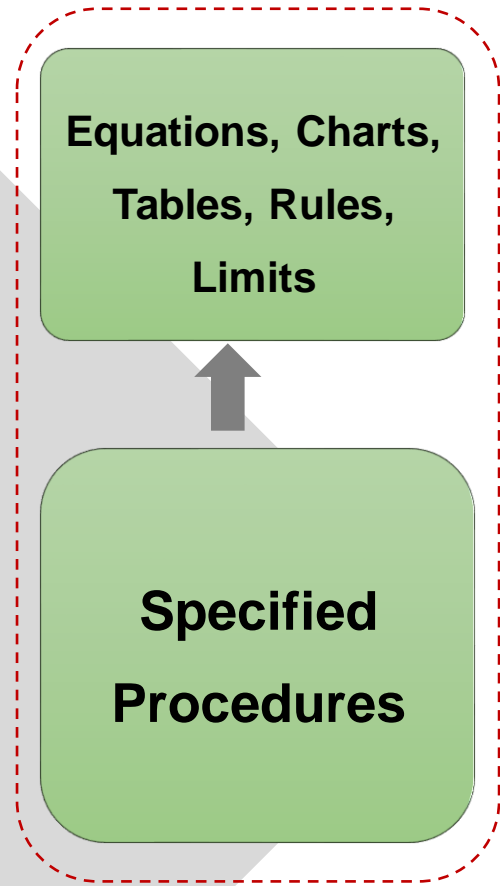 Equations, Charts,
Tables, Rules,
Limits
Specified
Procedures